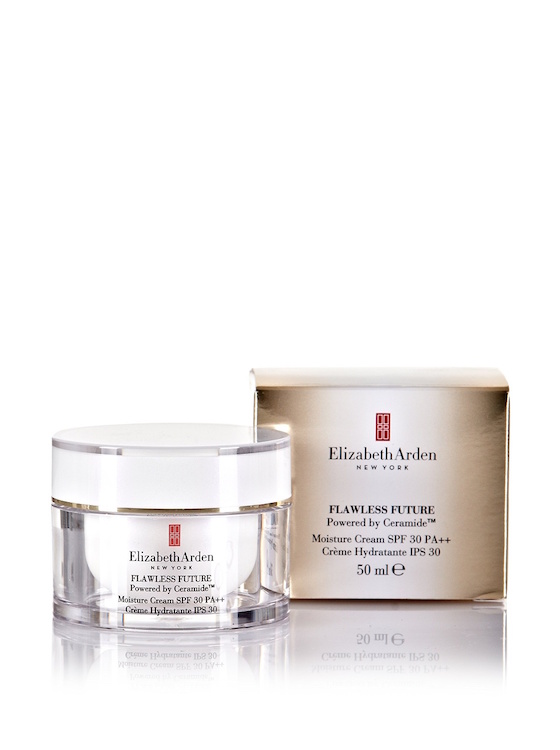 ElizabethArden
NEW YORK
FLAWLESS FUTURE
Powered by Ceramide™
Moisture Cream SPF 30 PA++
Crème Hydratante IPS 30
ElizabethArden
NEW YORK
FLAWLESS FUTURE
Powered by Ceramide™
Moisture Cream SPF 30 PA++
Crème Hydratante IPS 30
50 ml ℮